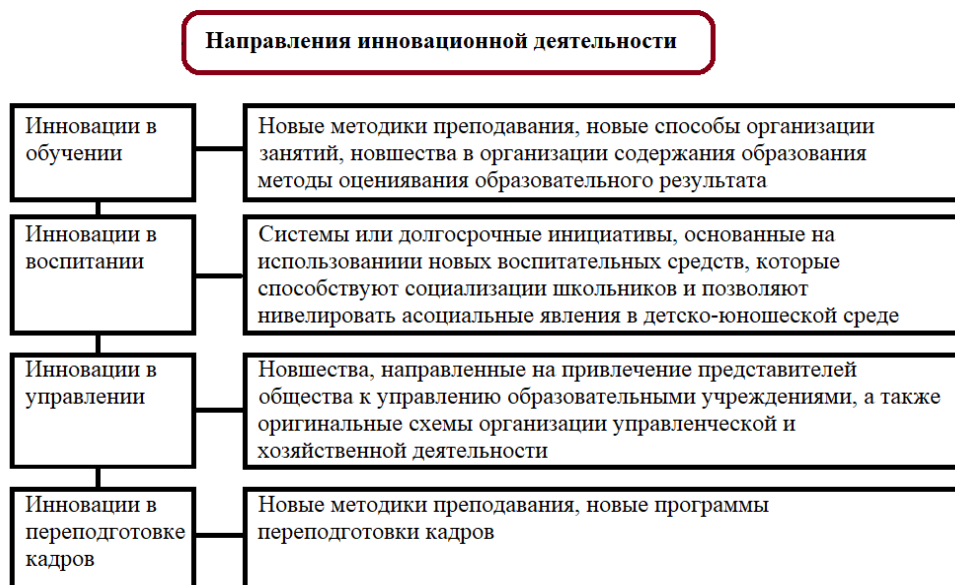 Направления инновационной деятельности
Инновации в
обучении
Новые методики преподавания, новые способы организации
занятий, новшества в организации содержания образования
методы оцениявания образовательного результата
Инновации в
воспитании
Системы или долгосрочные инициативы, основанные на
использованиии новых воспитательных средств, которые
способствуют социализации школьников и позволяют
нивелировать асоциальные явления в детско-юношеской среде
Инновации в
управлении
Новшества, направленные на привлечение представителей
общества к управлению образовательными учреждениями, а также
оригинальные схемы организации управленческой и
хозяйственной деятельности
Инновации в
переподготовке
кадров
Новые методики преподавания, новые программы
переподготовки кадров